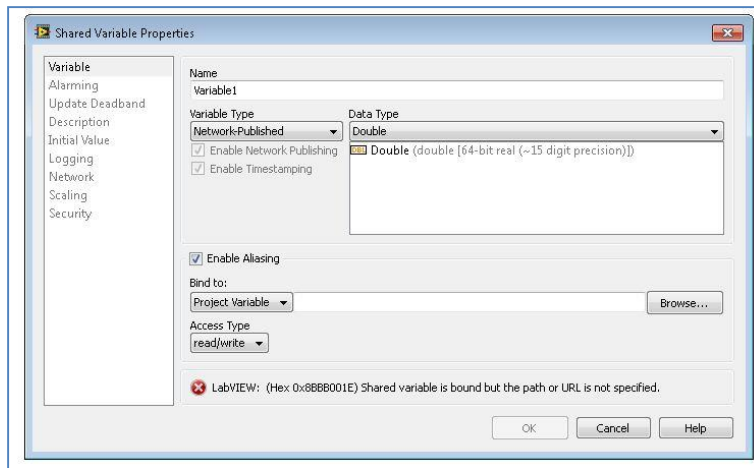 Shared Variable Properties
Variable
Alarming
Update Deadband
Description
Initial Value
Logging
Network
Scaling
Security
Name
Variable1
Variable Type
Data Type
Network-Published
Double
Enable Network Publishing
Enable Timestamping
DBL Double (double [64-bit real (~15 digit precision)])
Enable Aliasing
Bind to:
Project Variable
Browse...
Access Type
read/write
LabVIEW: (Hex 0x8BBB001E) Shared variable is bound but the path or URL is not specified.
OK
Cancel
Help